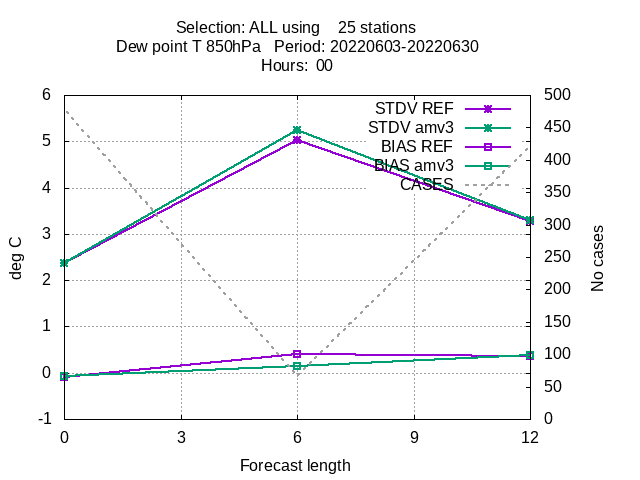 Selection: ALL using    25 stations
Dew point T 850hPa   Period: 20220603-20220630
Hours:  00
6
5
4
3
2
1
0
-1
deg C
500
450
400
350
300
250
200
150
100
50
0
No cases
STDV REF
STDV amv3
BIAS REF
BIAS amv3
CASES
0 3 6 9 12
Forecast length